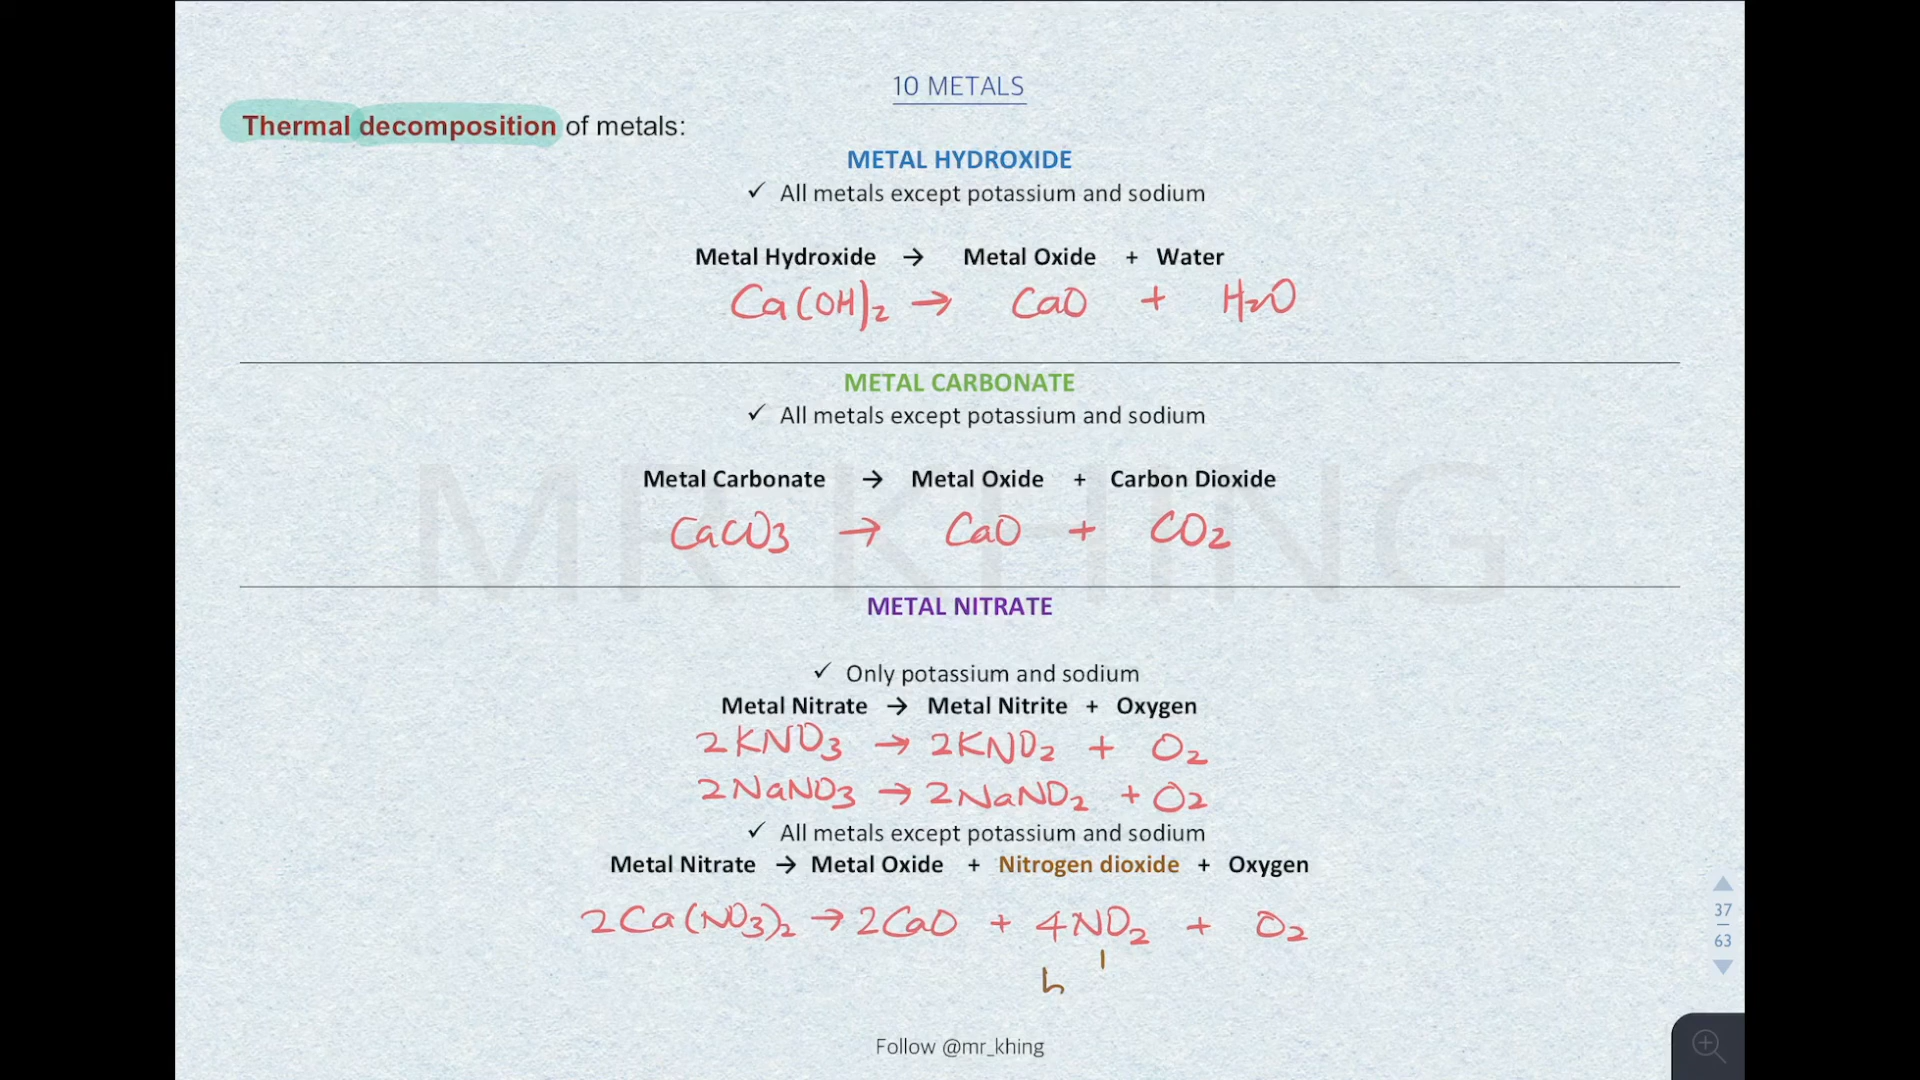 10 METALS
Thermal decomposition of metals:
METAL HYDROXIDE
✓ All metals except potassium and sodium
Metal Hydroxide → Metal Oxide + Water
Ca(OH)₂ → CaO + H₂O
METAL CARBONATE
✓ All metals except potassium and sodium
Metal Carbonate → Metal Oxide + Carbon Dioxide
CaCO₃ → CaO + CO₂
MR KHING
METAL NITRATE
✓ Only potassium and sodium
Metal Nitrate → Metal Nitrite + Oxygen
2KNO₃ → 2KNO₂ + O₂
2NaNO₃ → 2NaNO₂ + O₂
✓ All metals except potassium and sodium
Metal Nitrate → Metal Oxide + Nitrogen dioxide + Oxygen
2Ca(NO₃)₂ → 2CaO + 4NO₂ + O₂
37
63
Follow @mr_khing